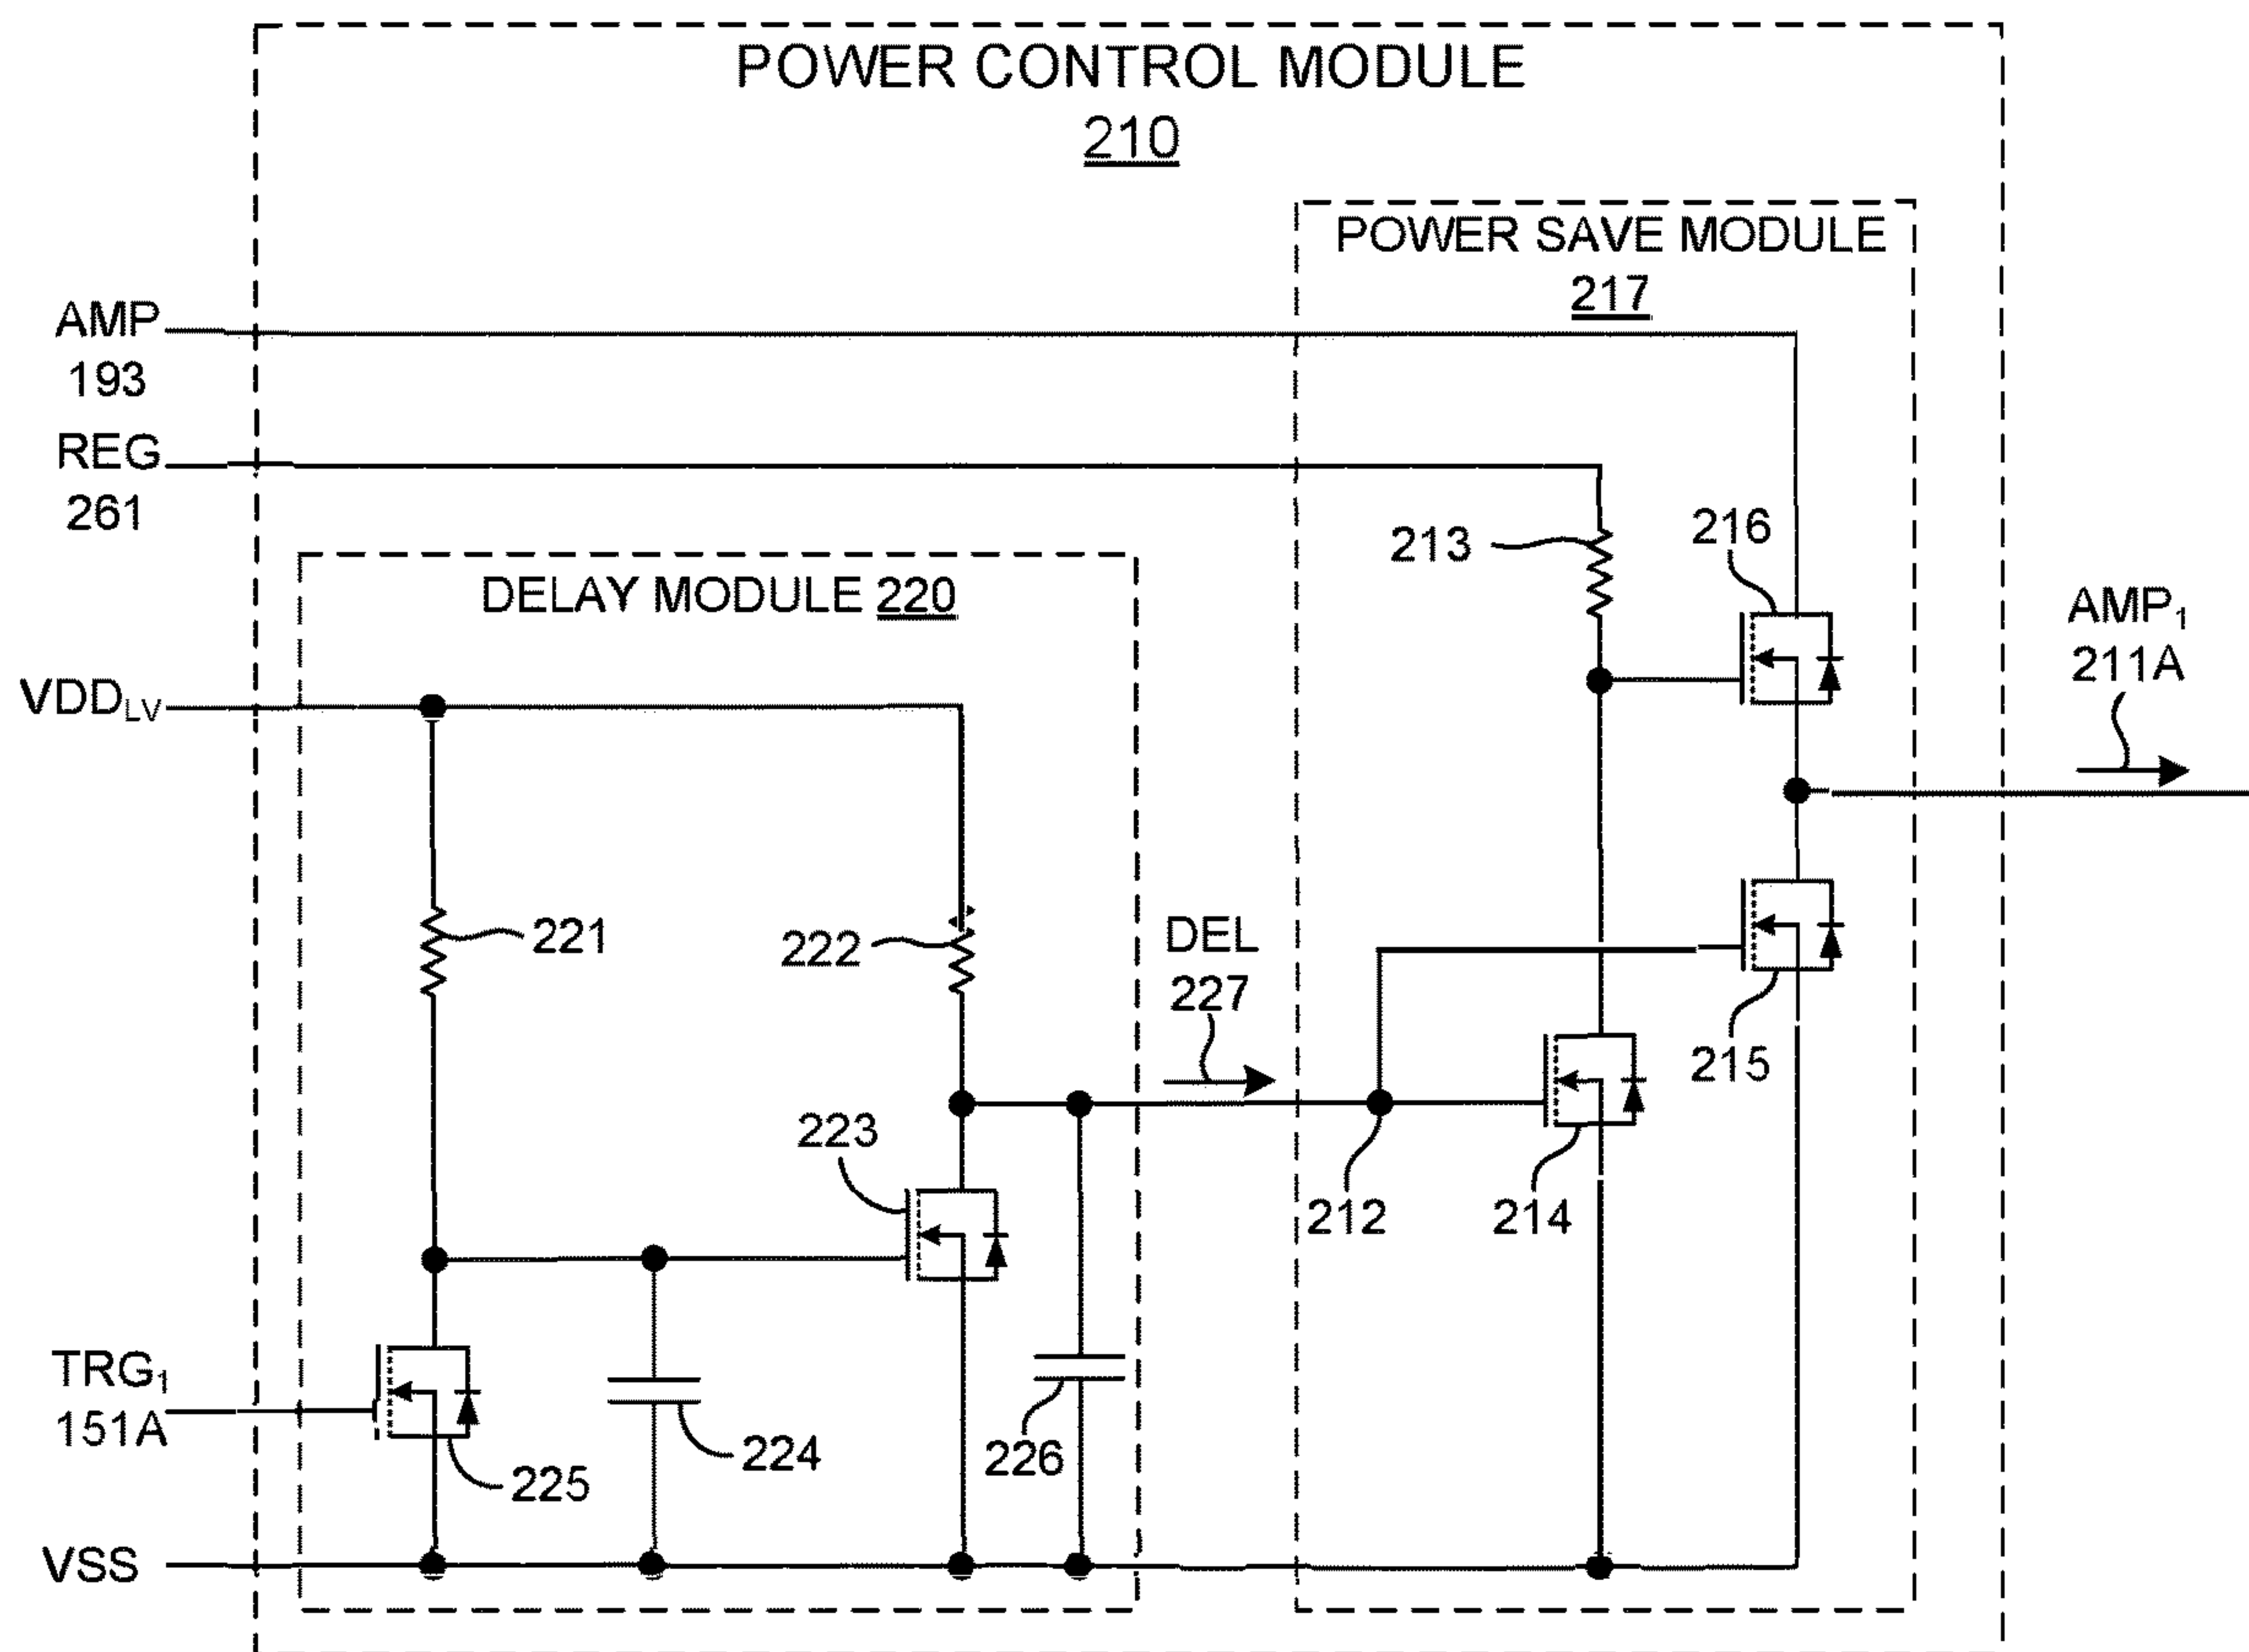 POWER CONTROL MODULE
210
POWER SAVE MODULE
217
AMP
193
REG
261
213
216
DELAY MODULE 220
AMP₁
211A
VDD_LV
221
222
DEL
227
215
223
212
214
TRG₁
151A
225
224
226
VSS